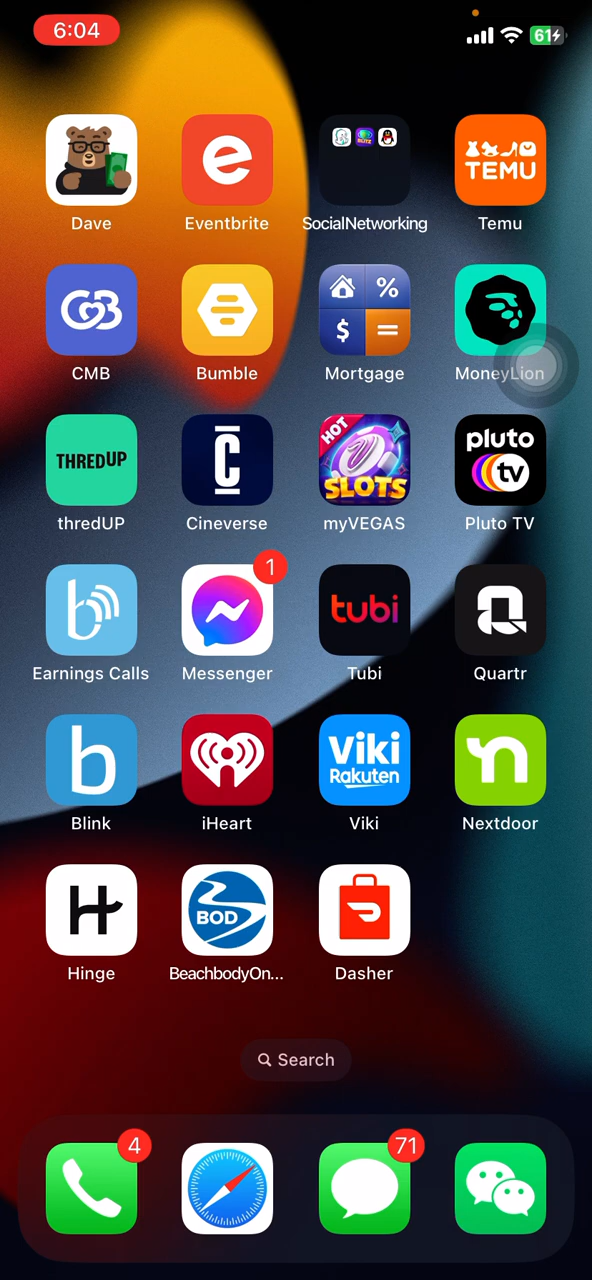 6:04
61
TEMU
Dave
Eventbrite
SocialNetworking
Temu
CMB
Bumble
% $ =
Mortgage
MoneyLion
THREDUP
HOT
SLOTS
pluto
tv
thredUP
Cineverse
myVEGAS
Pluto TV
1
tubi
Earnings Calls
Messenger
Tubi
Quartr
b
Viki
Rakuten
n
Blink
iHeart
Viki
Nextdoor
H
BOD
Hinge
BeachbodyOn...
Dasher
Search
4
71